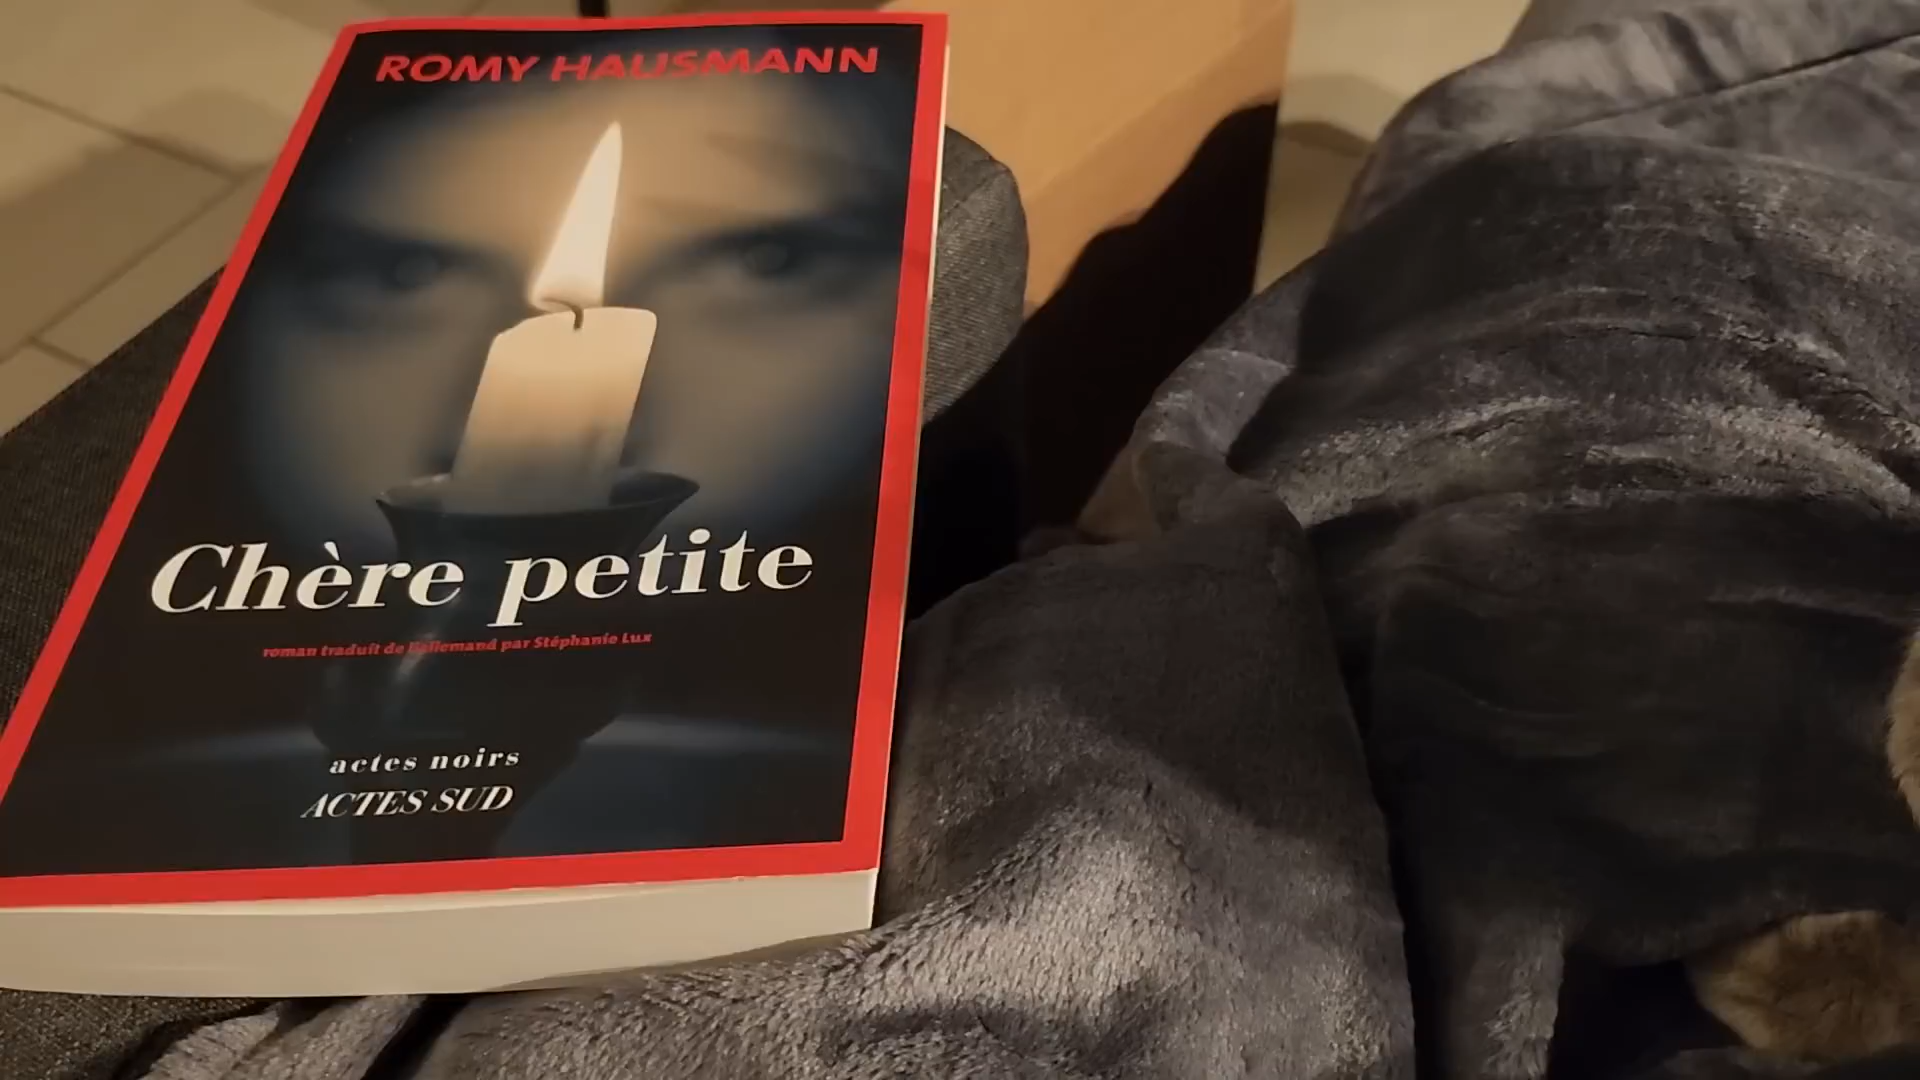 ROMY HAUSMANN
Chère petite
roman traduit de l'allemand par Stéphanie Lux
actes noirs
ACTES SUD